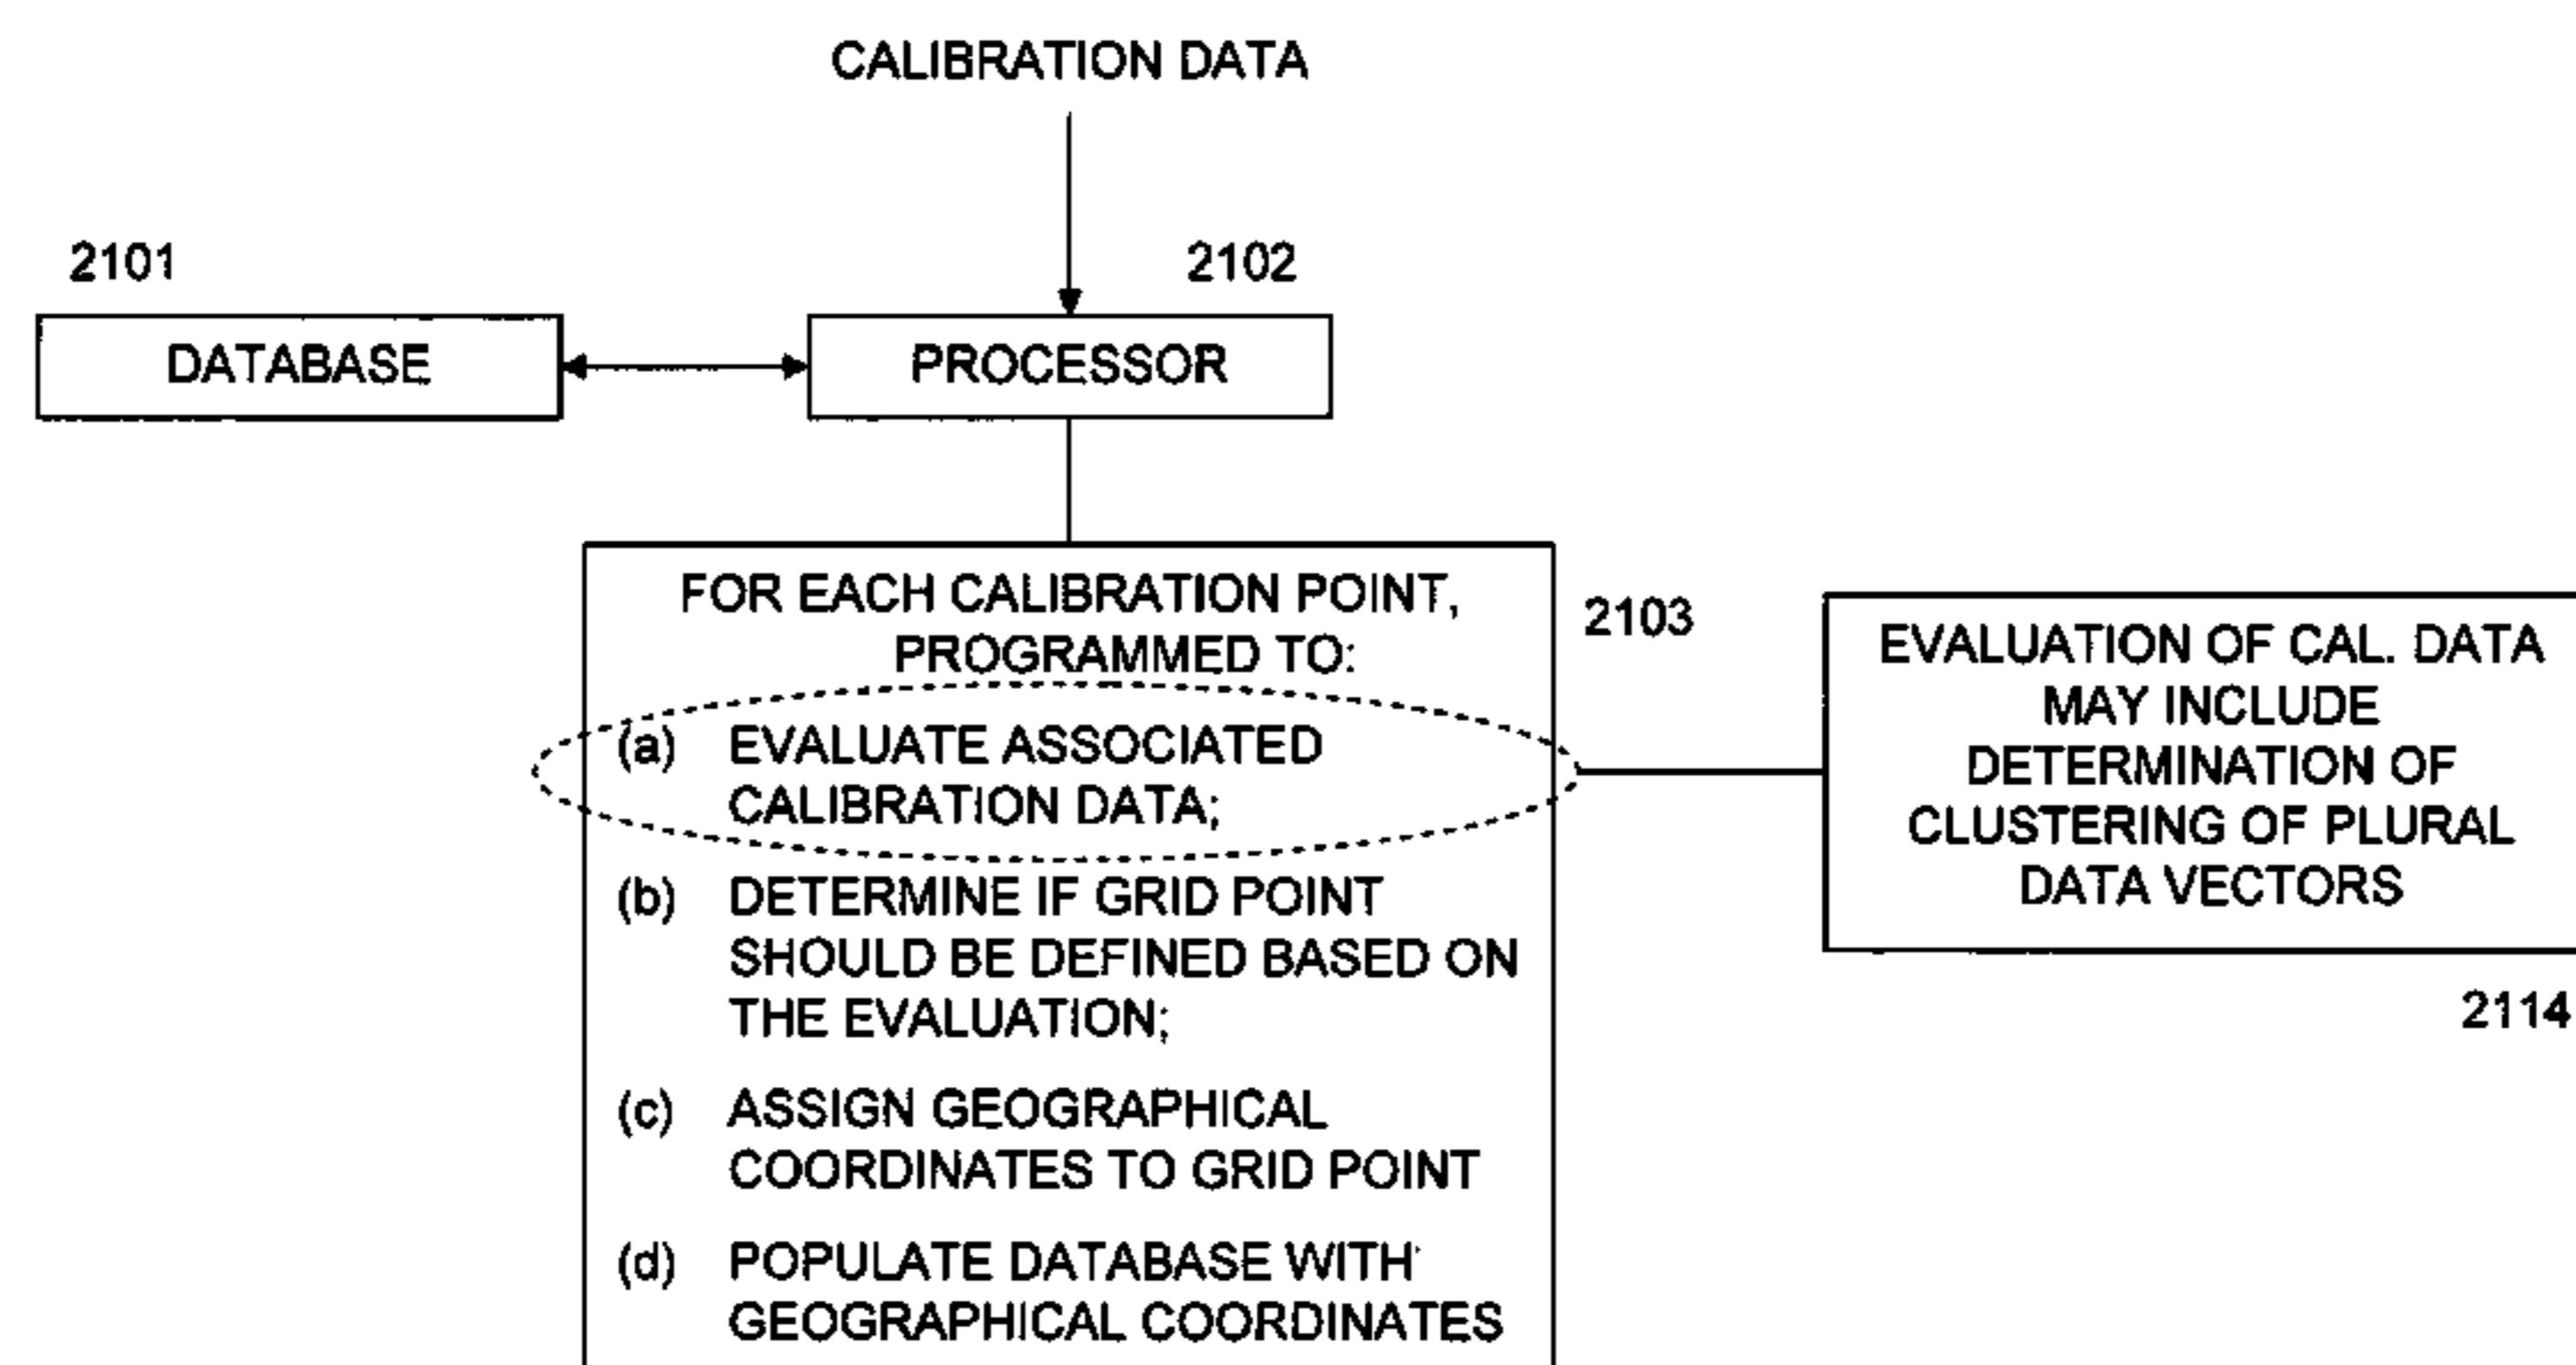 CALIBRATION DATA
2101
2102
DATABASE
PROCESSOR
FOR EACH CALIBRATION POINT,
PROGRAMMED TO:
(a) EVALUATE ASSOCIATED
CALIBRATION DATA;
(b) DETERMINE IF GRID POINT
SHOULD BE DEFINED BASED ON
THE EVALUATION;
(c) ASSIGN GEOGRAPHICAL
COORDINATES TO GRID POINT
(d) POPULATE DATABASE WITH
GEOGRAPHICAL COORDINATES
2103
EVALUATION OF CAL. DATA
MAY INCLUDE
DETERMINATION OF
CLUSTERING OF PLURAL
DATA VECTORS
2114